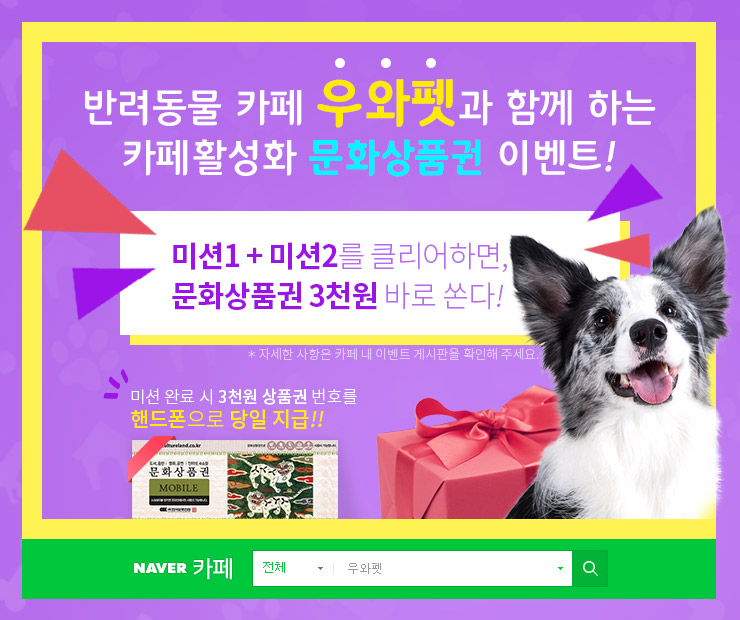 반려동물 카페 우와펫과 함께 하는
카페활성화 문화상품권 이벤트!
미션1 + 미션2를 클리어하면,
문화상품권 3천원 바로 쏜다!
* 자세한 사항은 카페 내 이벤트 게시판을 확인해 주세요.
미션 완료 시 3천원 상품권 번호를
핸드폰으로 당일 지급!!
문화상품권
MOBILE
NAVER 카페 전체 우와펫